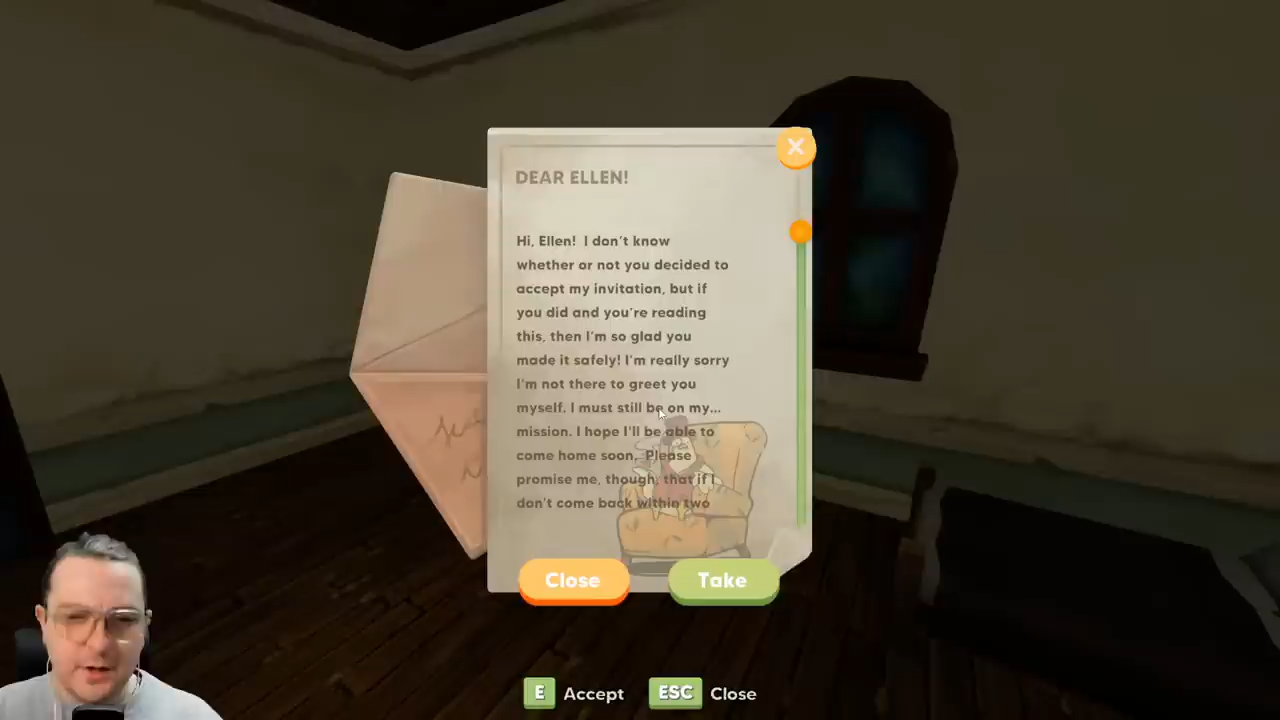 DEAR ELLEN!
Hi, Ellen! I don't know
whether or not you decided to
accept my invitation, but if
you did and you're reading
this, then I'm so glad you
made it safely! I'm really sorry
I'm not there to greet you
myself. I must still be on my...
mission. I hope I'll be able to
come home soon. Please
promise me, though, that if I
don't come back within two
Close
Take
E Accept ESC Close